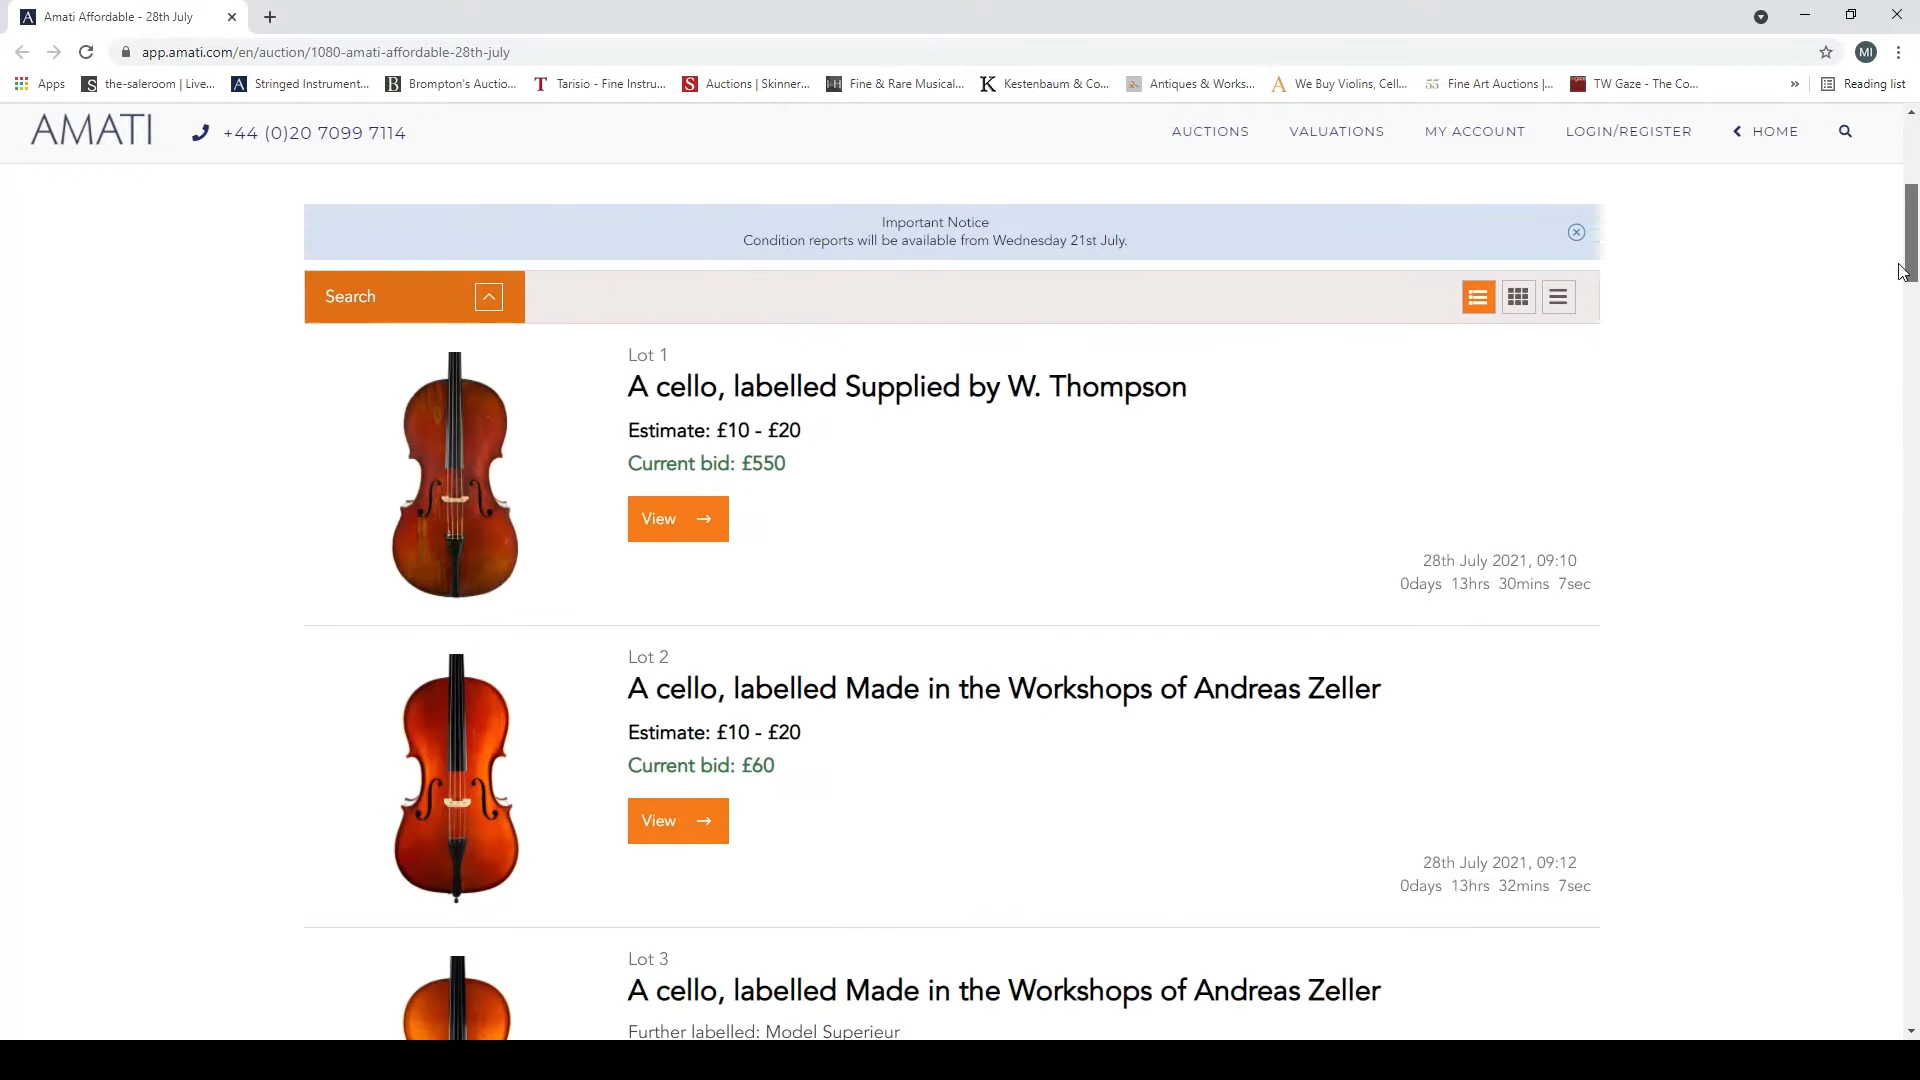 Amati Affordable - 28th July
app.amati.com/en/auction/1080-amati-affordable-28th-july
MI
Apps
the-saleroom | Live...
Stringed Instrument...
Brompton's Auctio...
Tarisio - Fine Instru...
Auctions | Skinner...
Fine & Rare Musical...
Kestenbaum & Co...
Antiques & Works...
We Buy Violins, Cell...
Fine Art Auctions |...
TW Gaze - The Co...
»
Reading list
AMATI
+44 (0)20 7099 7114
AUCTIONS
VALUATIONS
MY ACCOUNT
LOGIN/REGISTER
HOME
Important Notice
Condition reports will be available from Wednesday 21st July.
Search
Lot 1
A cello, labelled Supplied by W. Thompson
Estimate: £10 - £20
Current bid: £550
View →
28th July 2021, 09:10
0days 13hrs 30mins 7sec
Lot 2
A cello, labelled Made in the Workshops of Andreas Zeller
Estimate: £10 - £20
Current bid: £60
View →
28th July 2021, 09:12
0days 13hrs 32mins 7sec
Lot 3
A cello, labelled Made in the Workshops of Andreas Zeller
Further labelled: Model Superieur